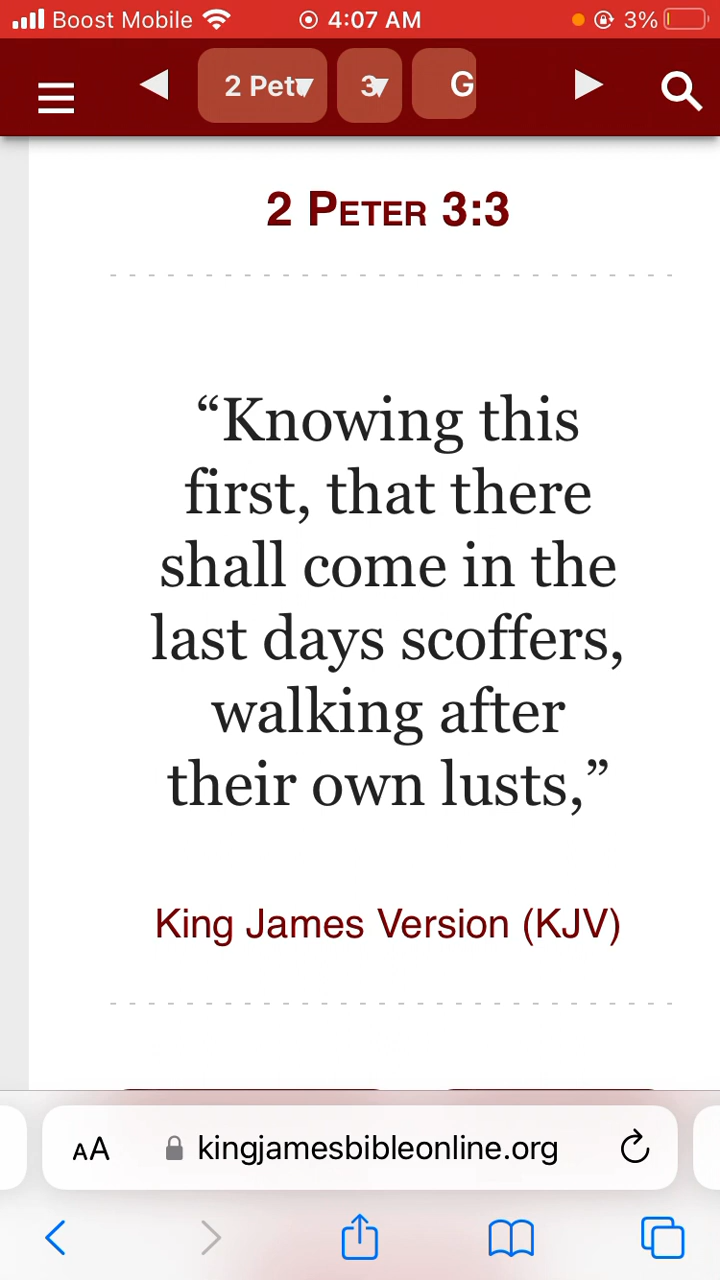 Boost Mobile 4:07 AM 3%
2 Pet 3 G
2 PETER 3:3
“Knowing this
first, that there
shall come in the
last days scoffers,
walking after
their own lusts,”
King James Version (KJV)
AA kingjamesbibleonline.org